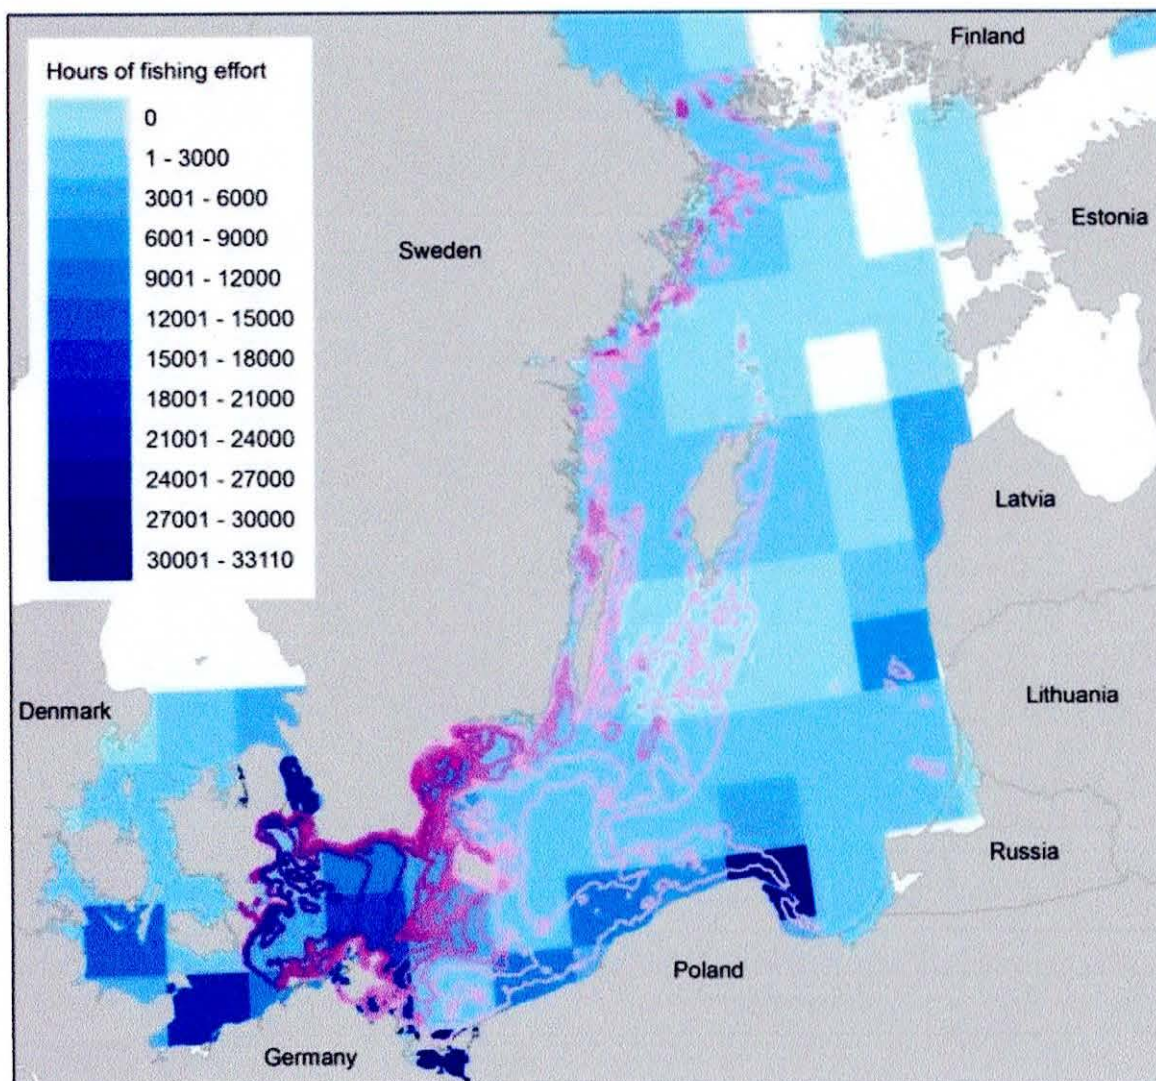 Finland
Hours of fishing effort
0
1 - 3000
3001 - 6000
6001 - 9000
9001 - 12000
12001 - 15000
15001 - 18000
18001 - 21000
21001 - 24000
24001 - 27000
27001 - 30000
30001 - 33110
Sweden
Estonia
Latvia
Denmark
Lithuania
Russia
Poland
Germany